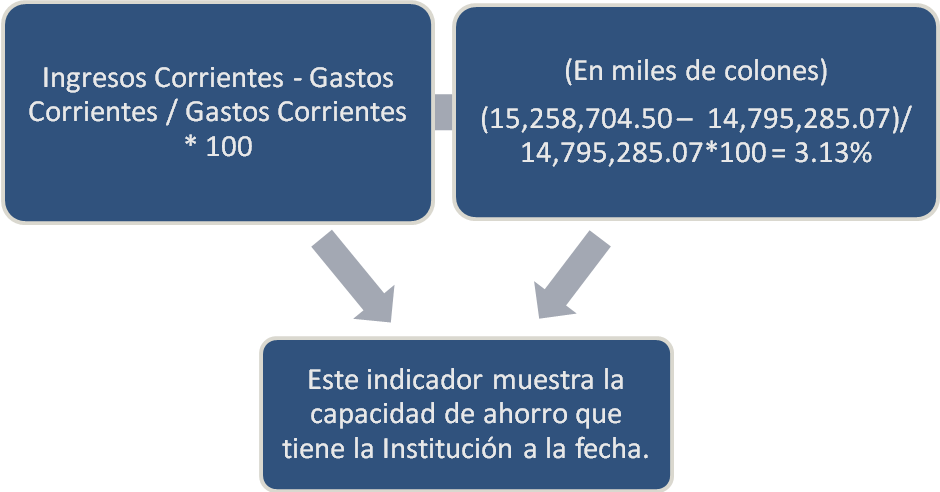 Ingresos Corrientes - Gastos
Corrientes / Gastos Corrientes
* 100
(En miles de colones)
(15,258,704.50 – 14,795,285.07)/
14,795,285.07*100 = 3.13%
Este indicador muestra la
capacidad de ahorro que
tiene la Institución a la fecha.